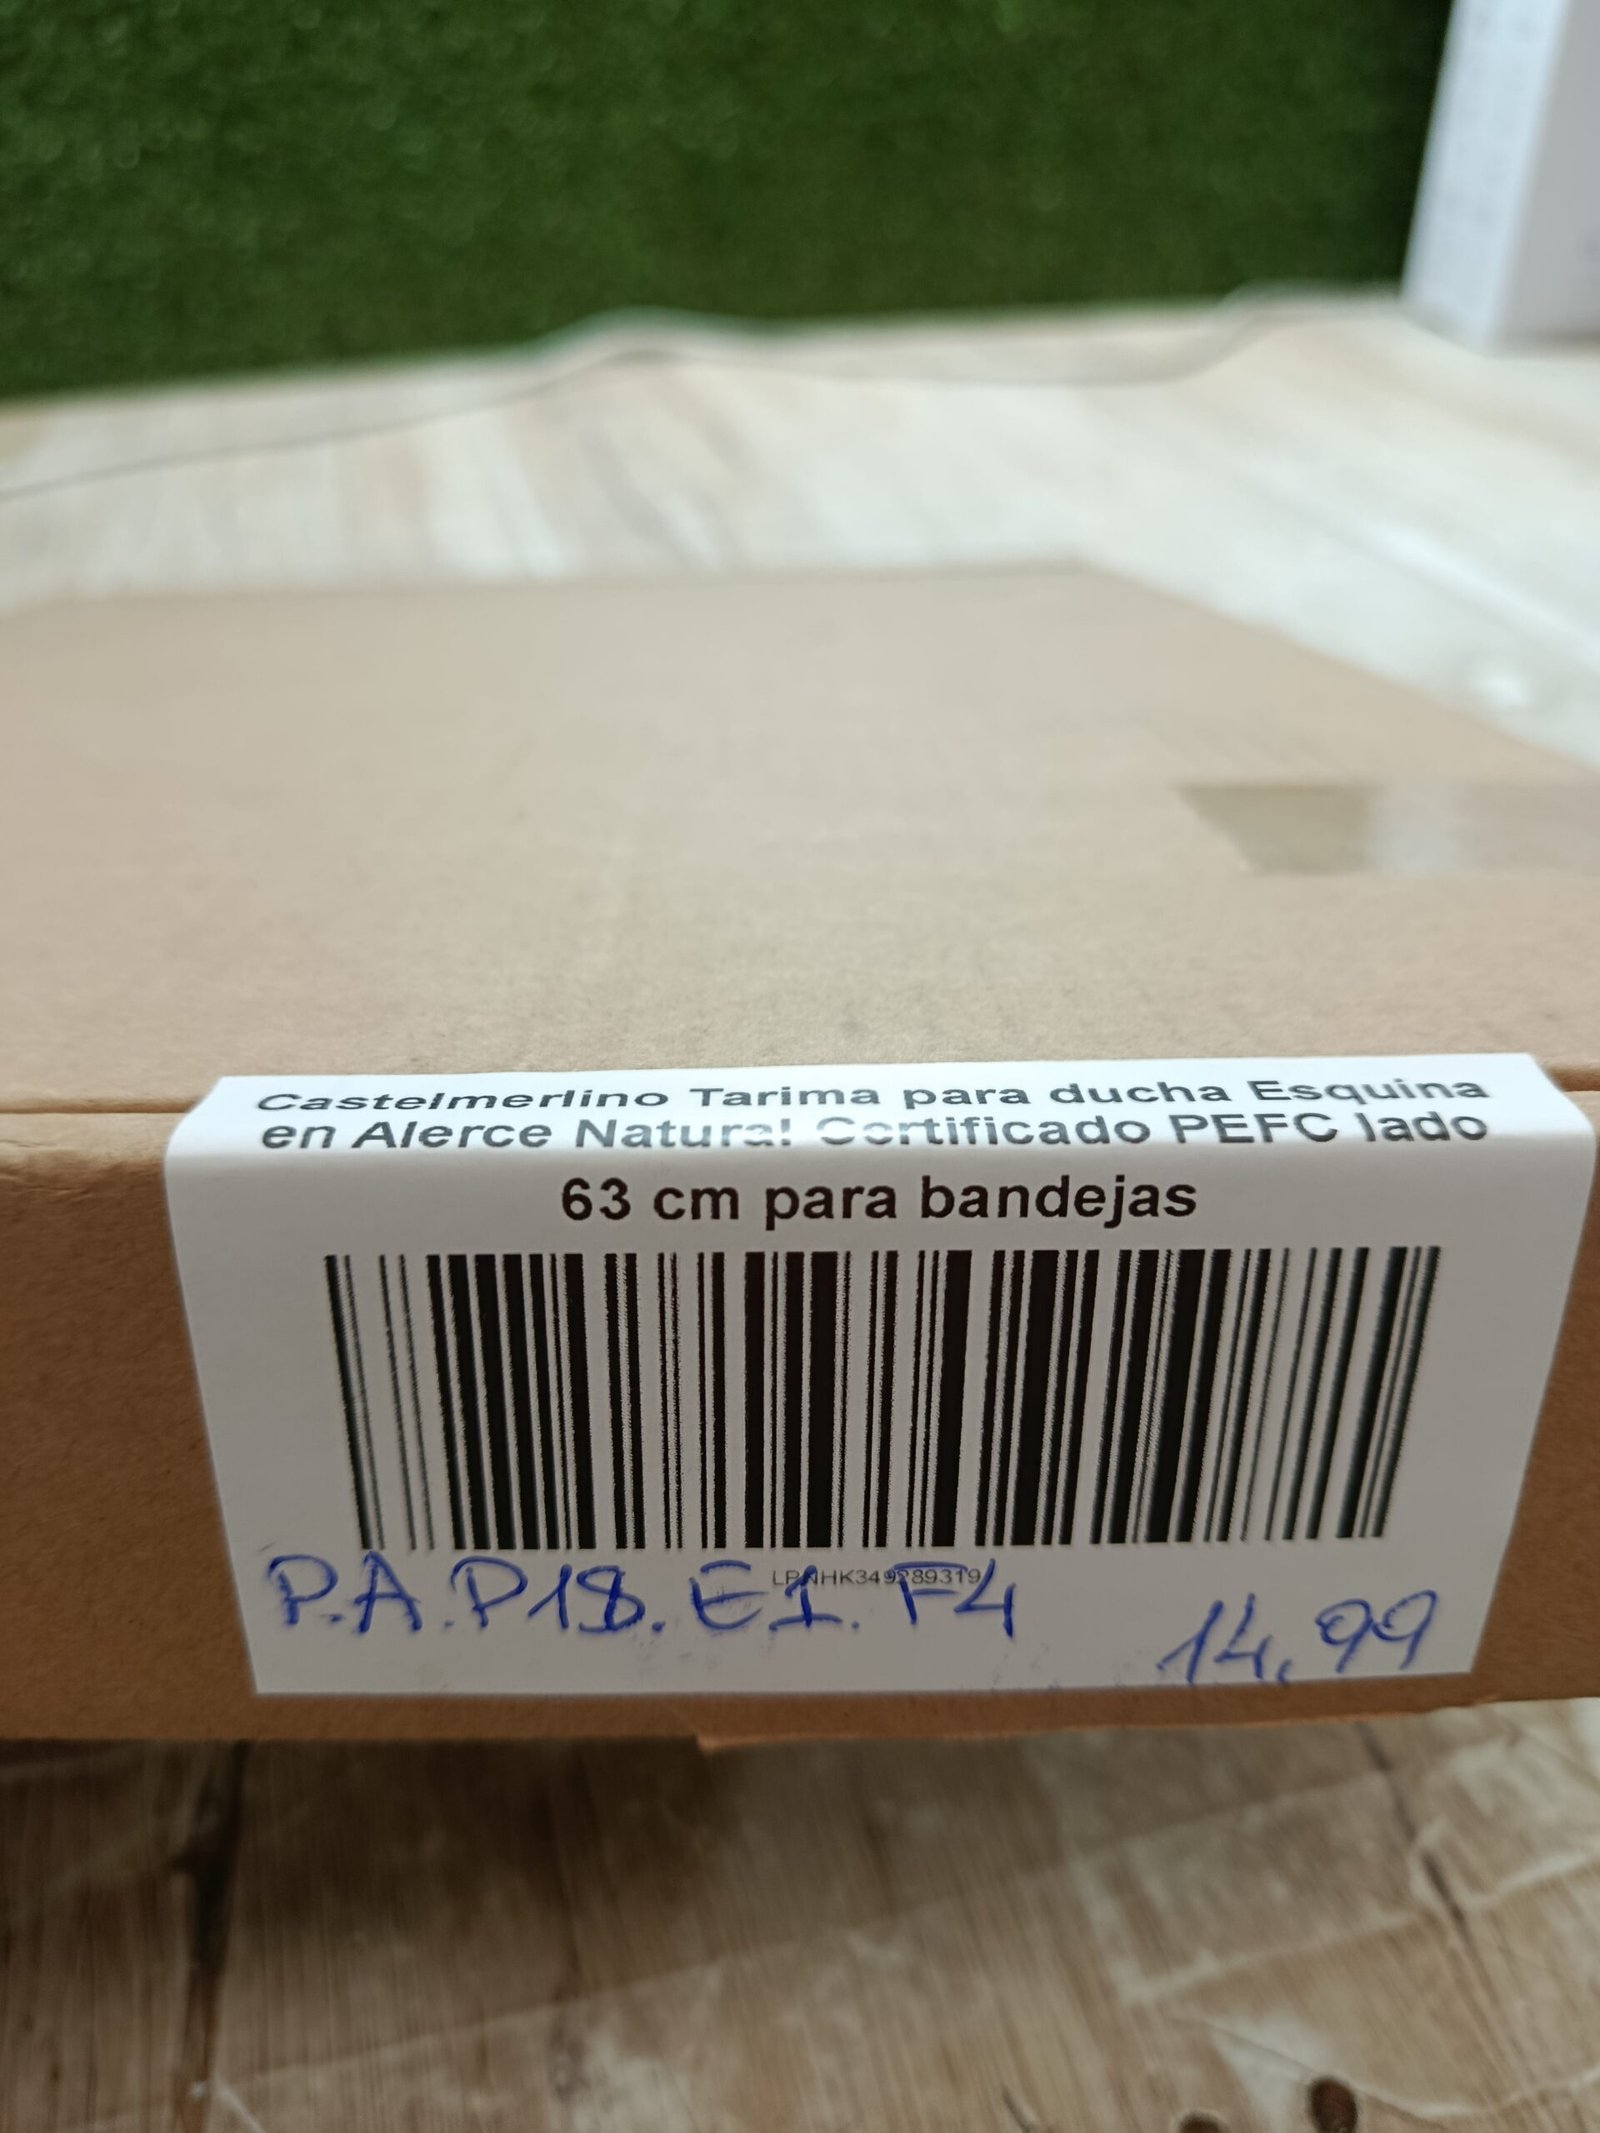 Castelmerlino Tarima para ducha Esquina
en Alerce Natural Certificado PEFC lado
63 cm para bandejas
LPNHK349289319
P.A.P18.E1.F4
14,99